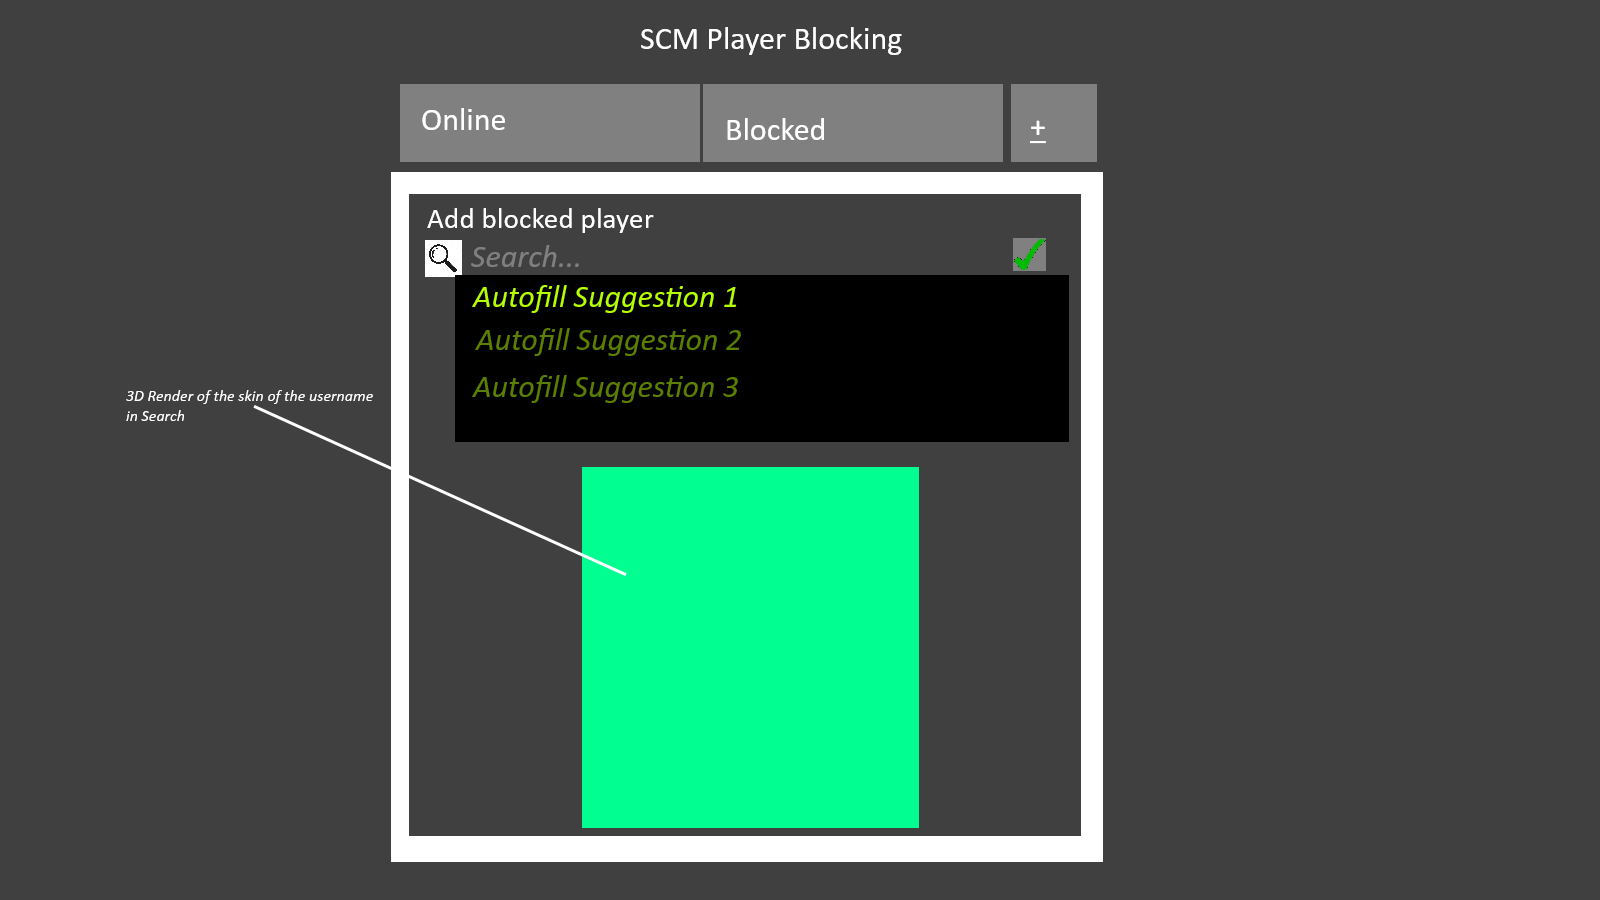 SCM Player Blocking
Online
Blocked
±
Add blocked player
Search...
Autofill Suggestion 1
Autofill Suggestion 2
Autofill Suggestion 3
3D Render of the skin of the username
in Search